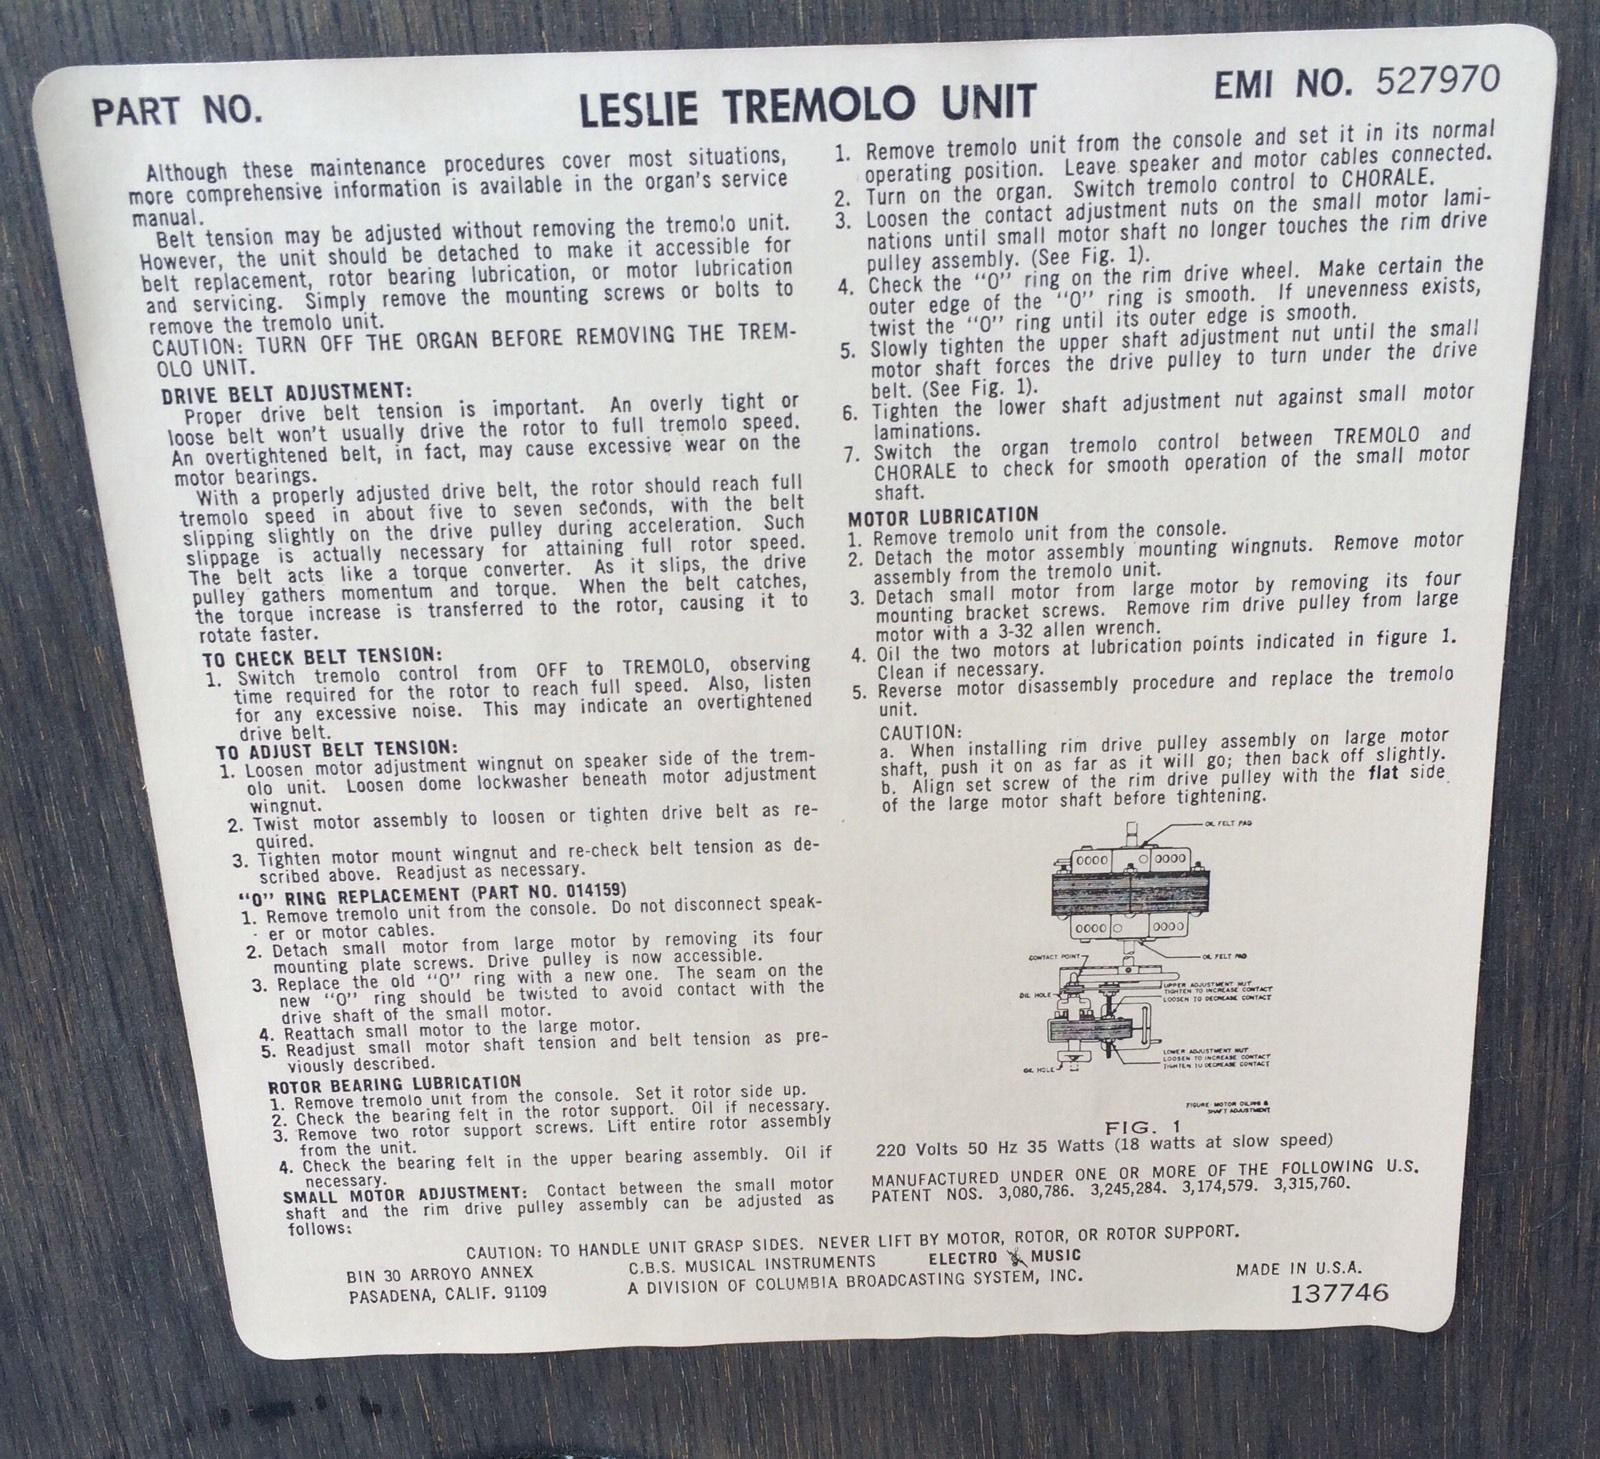 PART NO.
LESLIE TREMOLO UNIT
EMI NO. 527970
Although these maintenance procedures cover most situations,
more comprehensive information is available in the organ's service
manual.
Belt tension may be adjusted without removing the tremolo unit.
However, the unit should be detached to make it accessible for
belt replacement, rotor bearing lubrication, or motor lubrication
and servicing. Simply remove the mounting screws or bolts to
remove the tremolo unit.
CAUTION: TURN OFF THE ORGAN BEFORE REMOVING THE TREM-
OLO UNIT.
DRIVE BELT ADJUSTMENT:
Proper drive belt tension is important. An overly tight or
loose belt won't usually drive the rotor to full tremolo speed.
An overtightened belt, in fact, may cause excessive wear on the
motor bearings.
With a properly adjusted drive belt, the rotor should reach full
tremolo speed in about five to seven seconds, with the belt
slipping slightly on the drive pulley during acceleration. Such
slippage is actually necessary for attaining full rotor speed.
The belt acts like a torque converter. As it slips, the drive
pulley gathers momentum and torque. When the belt catches,
the torque increase is transferred to the rotor, causing it to
rotate faster.
TO CHECK BELT TENSION:
1. Switch tremolo control from OFF to TREMOLO, observing
time required for the rotor to reach full speed. Also, listen
for any excessive noise. This may indicate an overtightened
drive belt.
TO ADJUST BELT TENSION:
1. Loosen motor adjustment wingnut on speaker side of the trem-
olo unit. Loosen dome lockwasher beneath motor adjustment
wingnut.
2. Twist motor assembly to loosen or tighten drive belt as re-
quired.
3. Tighten motor mount wingnut and re-check belt tension as de-
scribed above. Readjust as necessary.
"O" RING REPLACEMENT (PART NO. 014159)
1. Remove tremolo unit from the console. Do not disconnect speak-
er or motor cables.
2. Detach small motor from large motor by removing its four
mounting plate screws. Drive pulley is now accessible.
3. Replace the old "O" ring with a new one. The seam on the
new "O" ring should be twisted to avoid contact with the
drive shaft of the small motor.
4. Reattach small motor to the large motor.
5. Readjust small motor shaft tension and belt tension as pre-
viously described.
ROTOR BEARING LUBRICATION
1. Remove tremolo unit from the console. Set it rotor side up.
2. Check the bearing felt in the rotor support. Oil if necessary.
3. Remove two rotor support screws. Lift entire rotor assembly
from the unit.
4. Check the bearing felt in the upper bearing assembly. Oil if
necessary.
SMALL MOTOR ADJUSTMENT: Contact between the small motor
shaft and the rim drive pulley assembly can be adjusted as
follows:
1. Remove tremolo unit from the console and set it in its normal
operating position. Leave speaker and motor cables connected.
2. Turn on the organ. Switch tremolo control to CHORALE.
3. Loosen the contact adjustment nuts on the small motor lami-
nations until small motor shaft no longer touches the rim drive
pulley assembly. (See Fig. 1).
4. Check the "O" ring on the rim drive wheel. Make certain the
outer edge of the "O" ring is smooth. If unevenness exists,
twist the "O" ring until its outer edge is smooth.
5. Slowly tighten the upper shaft adjustment nut until the small
motor shaft forces the drive pulley to turn under the drive
belt. (See Fig. 1).
6. Tighten the lower shaft adjustment nut against small motor
laminations.
7. Switch the organ tremolo control between TREMOLO and
CHORALE to check for smooth operation of the small motor
shaft.
MOTOR LUBRICATION
1. Remove tremolo unit from the console.
2. Detach the motor assembly mounting wingnuts. Remove motor
assembly from the tremolo unit.
3. Detach small motor from large motor by removing its four
mounting bracket screws. Remove rim drive pulley from large
motor with a 3-32 allen wrench.
4. Oil the two motors at lubrication points indicated in figure 1.
Clean if necessary.
5. Reverse motor disassembly procedure and replace the tremolo
unit.
CAUTION:
a. When installing rim drive pulley assembly on large motor
shaft, push it on as far as it will go; then back off slightly.
b. Align set screw of the rim drive pulley with the flat side
of the large motor shaft before tightening.
OIL FELT PAD
OIL FELT PAD
CONTACT POINT
OIL HOLE
UPPER ADJUSTMENT NUT
TIGHTEN TO INCREASE CONTACT
LOOSEN TO DECREASE CONTACT
LOWER ADJUSTMENT NUT
LOOSEN TO INCREASE CONTACT
TIGHTEN TO DECREASE CONTACT
OIL HOLE
FIGURE: MOTOR OILING &
SHAFT ADJUSTMENT
FIG. 1
220 Volts 50 Hz 35 Watts (18 watts at slow speed)
MANUFACTURED UNDER ONE OR MORE OF THE FOLLOWING U.S.
PATENT NOS. 3,080,786. 3,245,284. 3,174,579. 3,315,760.
CAUTION: TO HANDLE UNIT GRASP SIDES. NEVER LIFT BY MOTOR, ROTOR, OR ROTOR SUPPORT.
BIN 30 ARROYO ANNEX
PASADENA, CALIF. 91109
C.B.S. MUSICAL INSTRUMENTS ELECTRO MUSIC
A DIVISION OF COLUMBIA BROADCASTING SYSTEM, INC.
MADE IN U.S.A.
137746